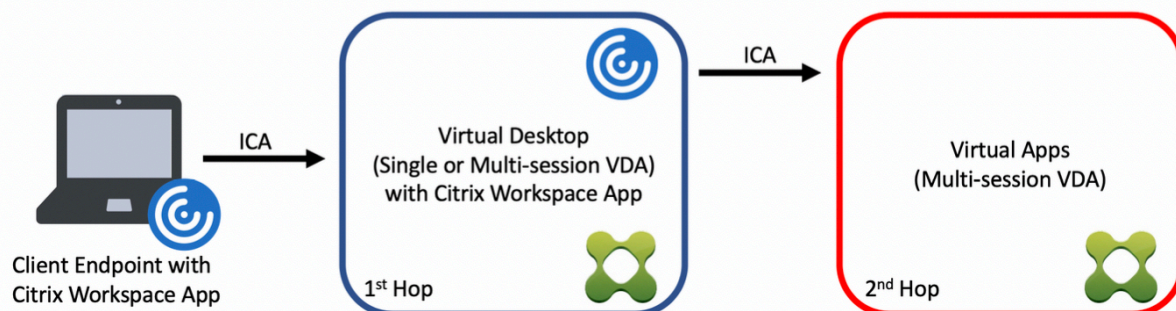 ICA
Client Endpoint with
Citrix Workspace App
Virtual Desktop
(Single or Multi-session VDA)
with Citrix Workspace App
1st Hop
ICA
Virtual Apps
(Multi-session VDA)
2nd Hop